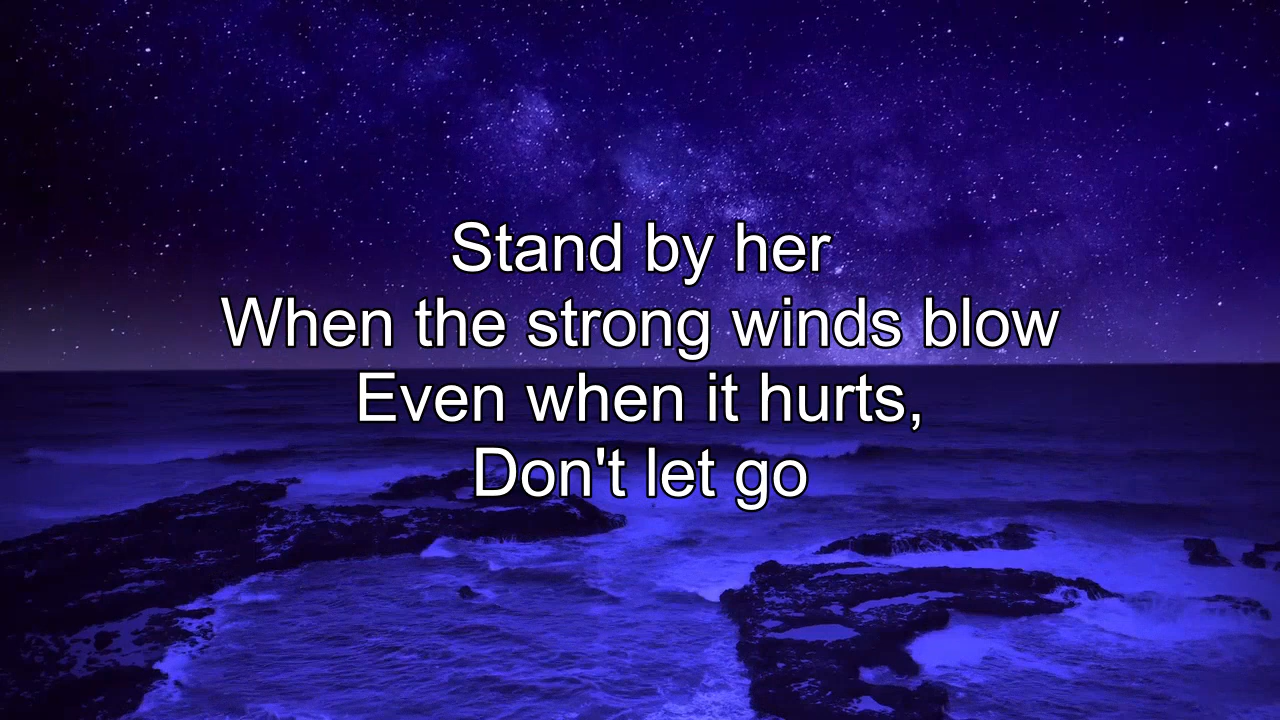 Stand by her
When the strong winds blow
Even when it hurts,
Don't let go